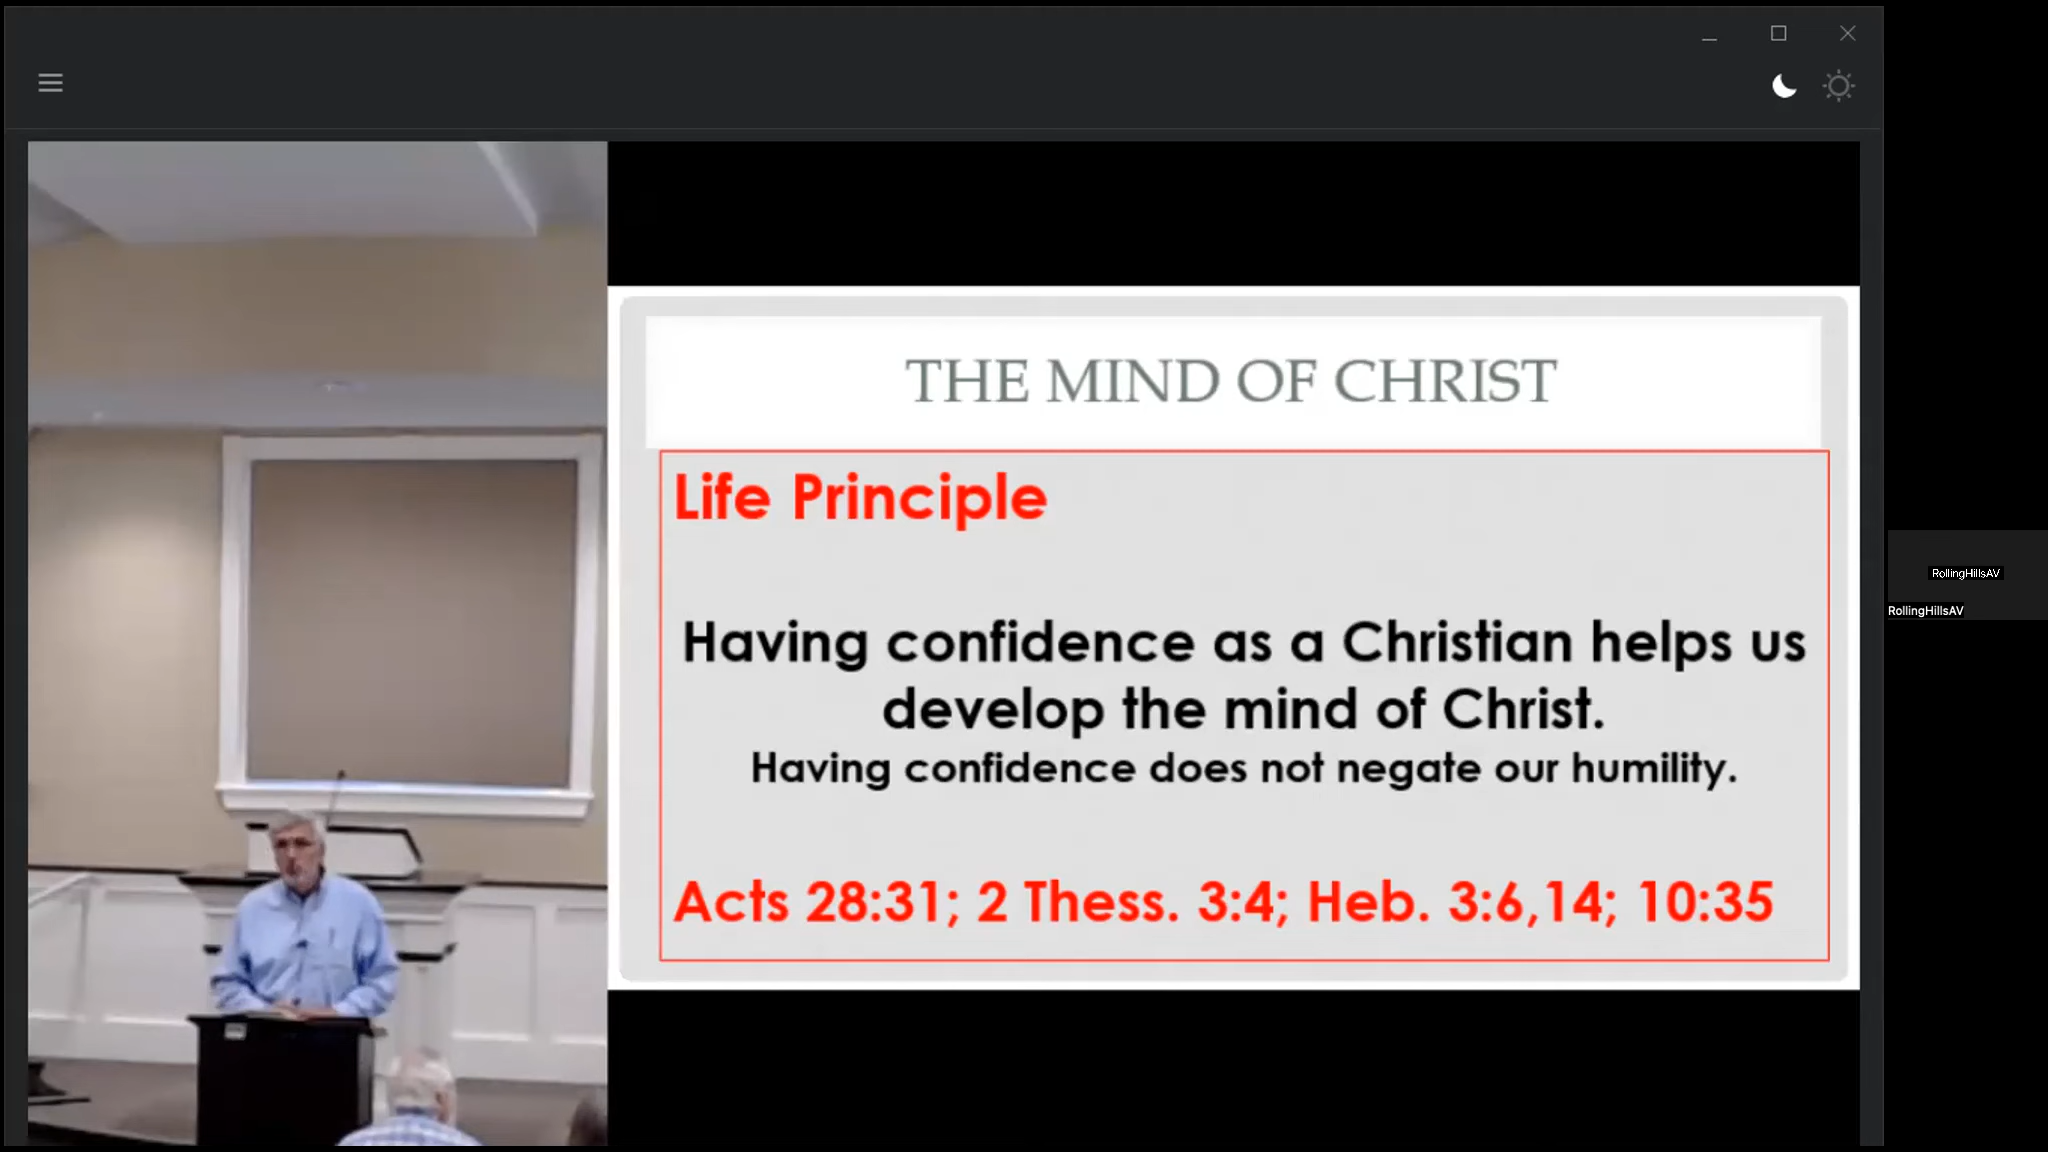 THE MIND OF CHRIST
Life Principle
Having confidence as a Christian helps us
develop the mind of Christ.
Having confidence does not negate our humility.
Acts 28:31; 2 Thess. 3:4; Heb. 3:6,14; 10:35
RollingHillsAV
RollingHillsAV